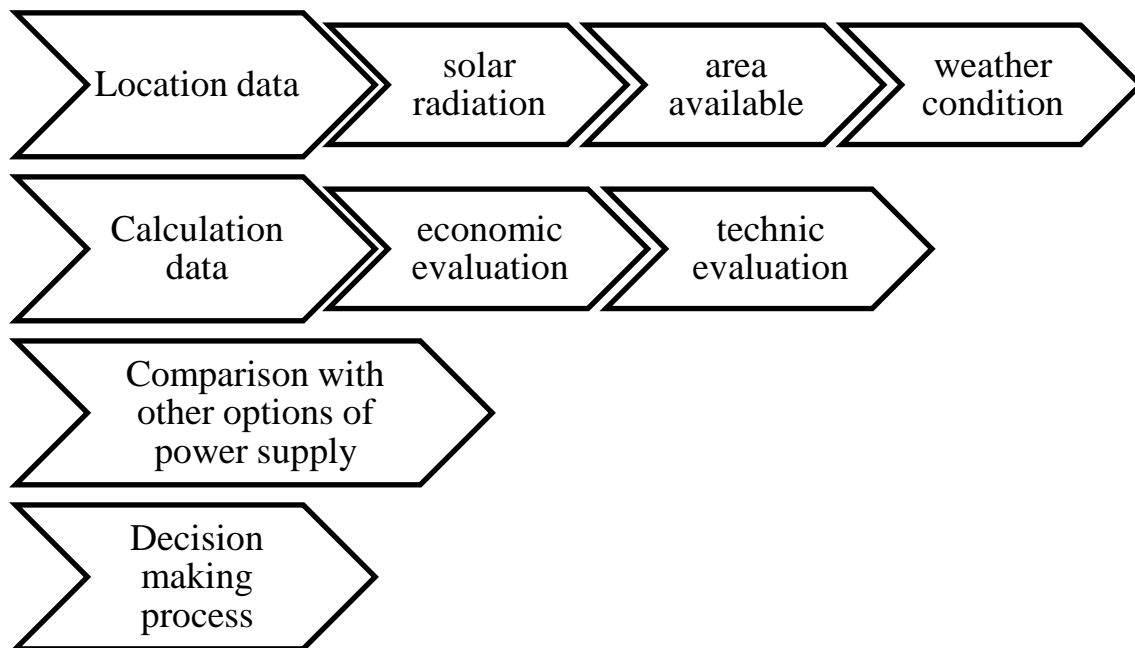 Location data
solar
radiation
area
available
weather
condition
Calculation
data
economic
evaluation
technic
evaluation
Comparison with
other options of
power supply
Decision
making
process